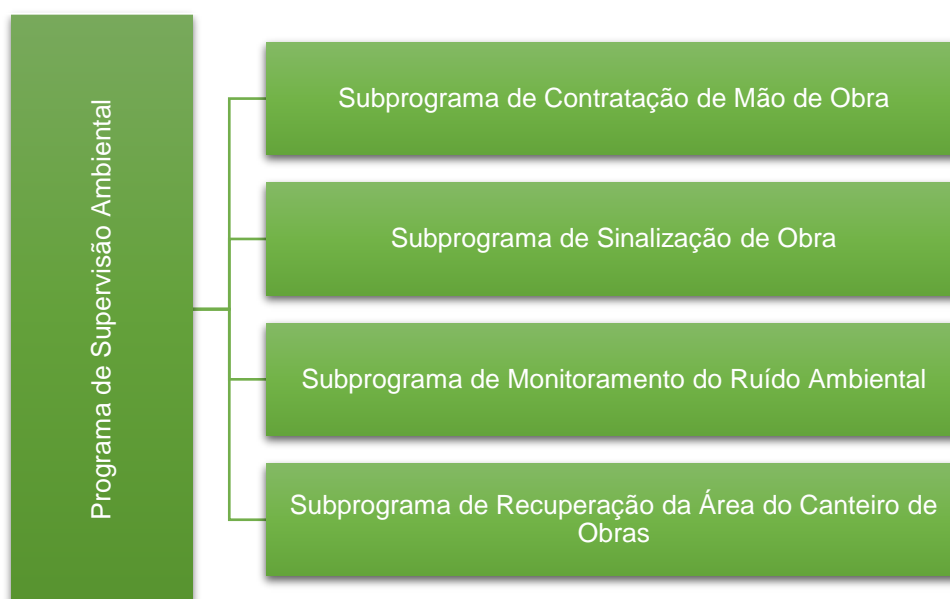 Programa de Supervisão Ambiental
Subprograma de Contratação de Mão de Obra
Subprograma de Sinalização de Obra
Subprograma de Monitoramento do Ruído Ambiental
Subprograma de Recuperação da Área do Canteiro de
Obras